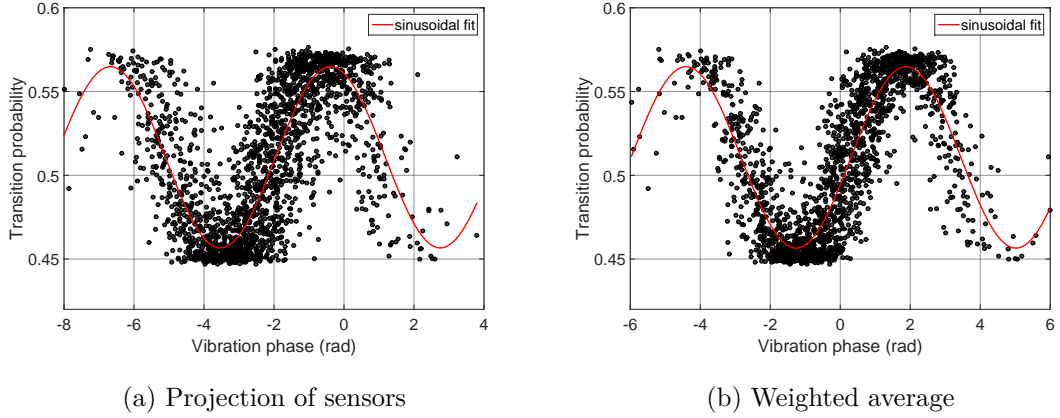 0.6
0.55
0.5
0.45
Transition probability
sinusoidal fit
-8 -6 -4 -2 0 2 4
Vibration phase (rad)
(a) Projection of sensors
0.6
0.55
0.5
0.45
Transition probability
sinusoidal fit
-6 -4 -2 0 2 4 6
Vibration phase (rad)
(b) Weighted average